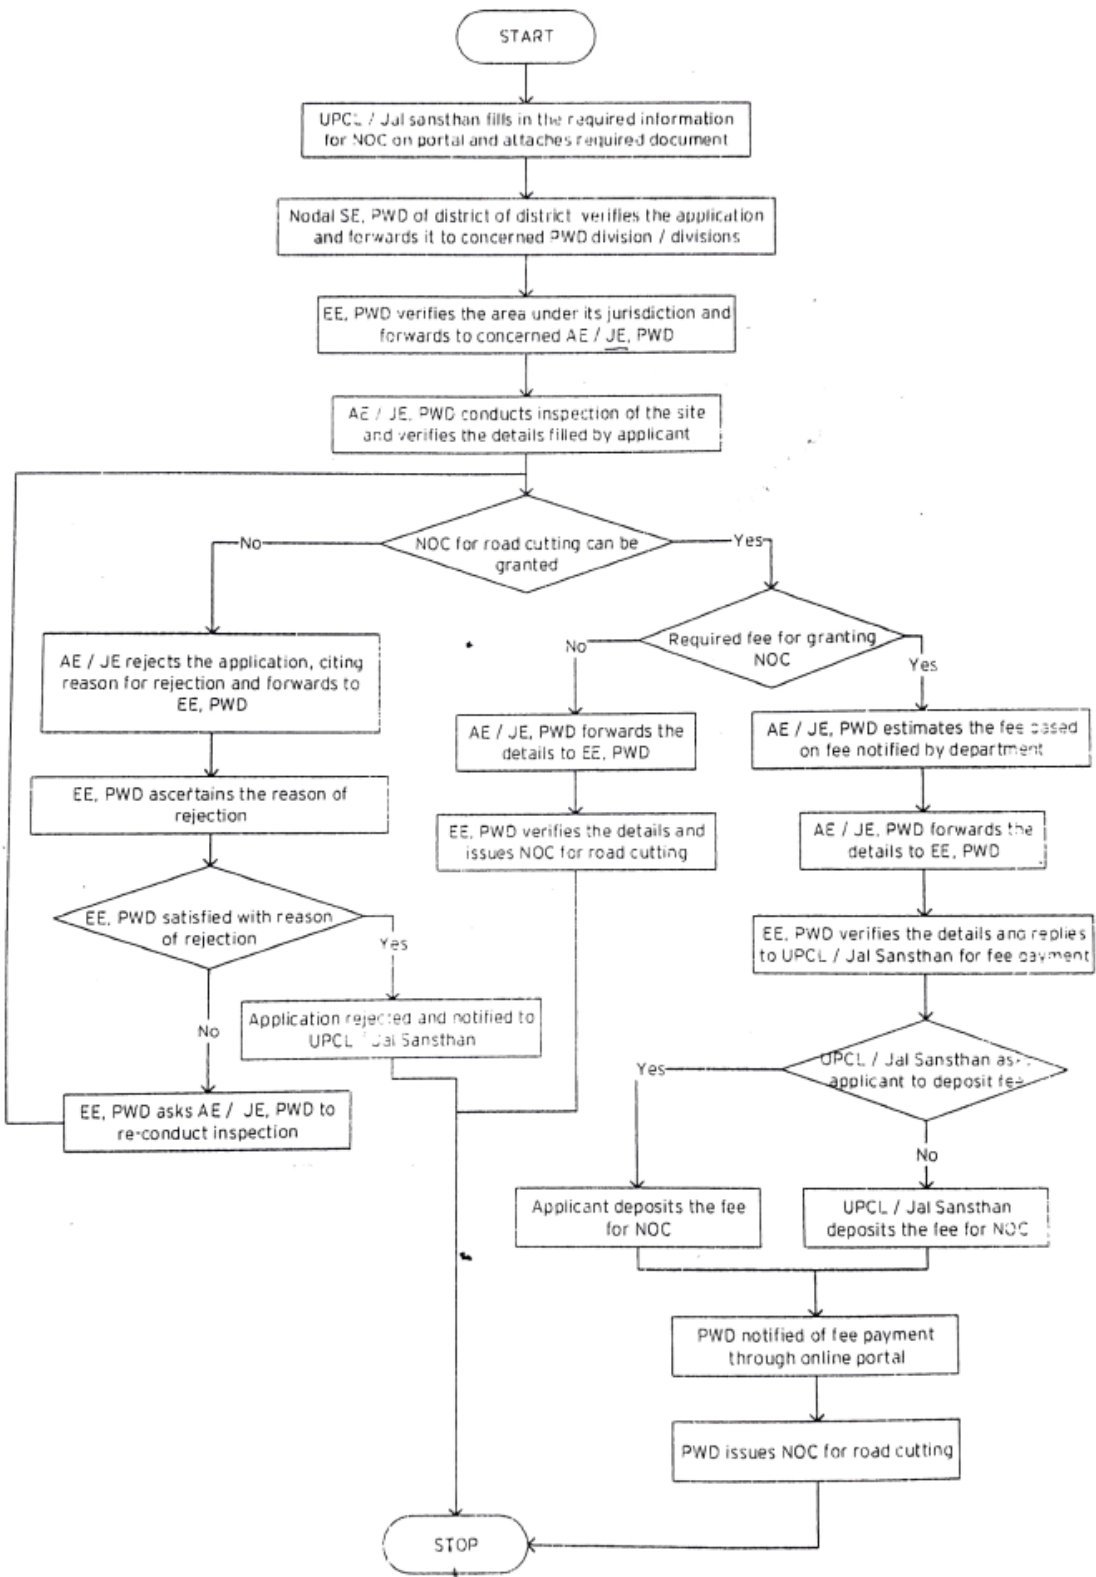 START
UPCL / Jal sansthan fills in the required information
for NOC on portal and attaches required document
Nodal SE, PWD of district of district verifies the application
and forwards it to concerned PWD division / divisions
EE, PWD verifies the area under its jurisdiction and
forwards to concerned AE / JE, PWD
AE / JE, PWD conducts inspection of the site
and verifies the details filled by applicant
NOC for road cutting can be
granted
No
Yes
Required fee for granting
NOC
No
Yes
AE / JE rejects the application, citing
reason for rejection and forwards to
EE, PWD
AE / JE, PWD forwards the
details to EE, PWD
AE / JE, PWD estimates the fee based
on fee notified by department
EE, PWD ascertains the reason of
rejection
EE, PWD verifies the details and
issues NOC for road cutting
AE / JE, PWD forwards the
details to EE, PWD
EE, PWD satisfied with reason
of rejection
Yes
No
EE, PWD verifies the details and replies
to UPCL / Jal Sansthan for fee payment
Application rejected and notified to
UPCL / Jal Sansthan
UPCL / Jal Sansthan asks
applicant to deposit fee
Yes
No
EE, PWD asks AE / JE, PWD to
re-conduct inspection
Applicant deposits the fee
for NOC
UPCL / Jal Sansthan
deposits the fee for NOC
PWD notified of fee payment
through online portal
PWD issues NOC for road cutting
STOP